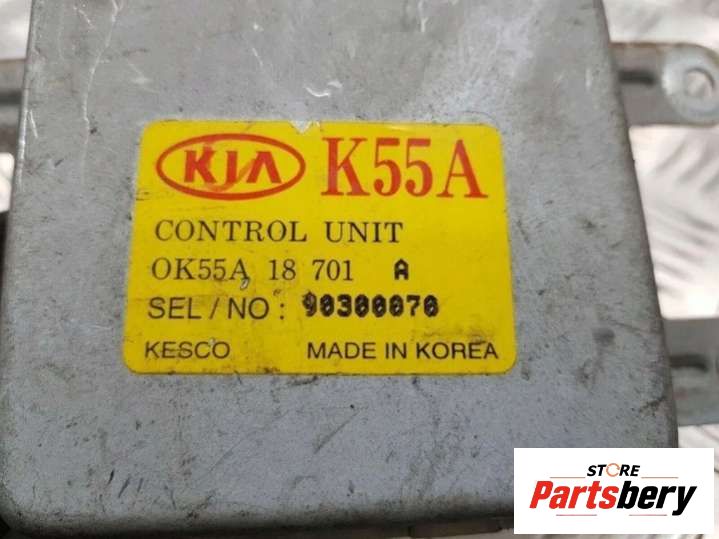 KIA K55A
CONTROL UNIT
OK55A 18 701 A
SEL / NO : 90300070
KESCO MADE IN KOREA
STORE
Partsbery